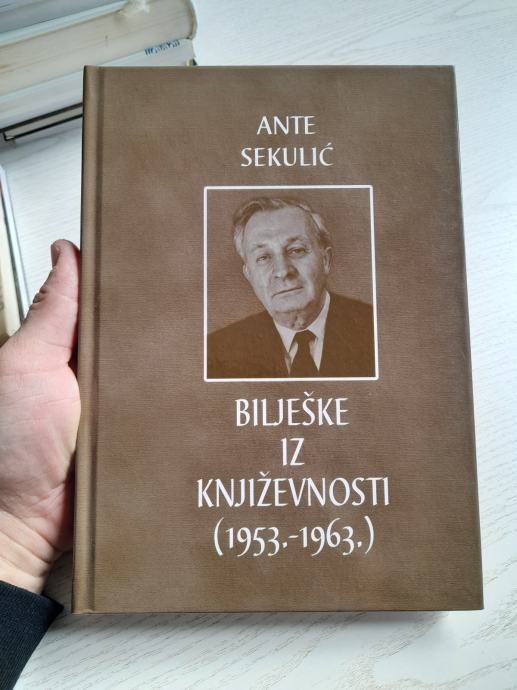 ANTE
SEKULIĆ
BILJEŠKE
IZ
KNJIŽEVNOSTI
(1953.-1963.)